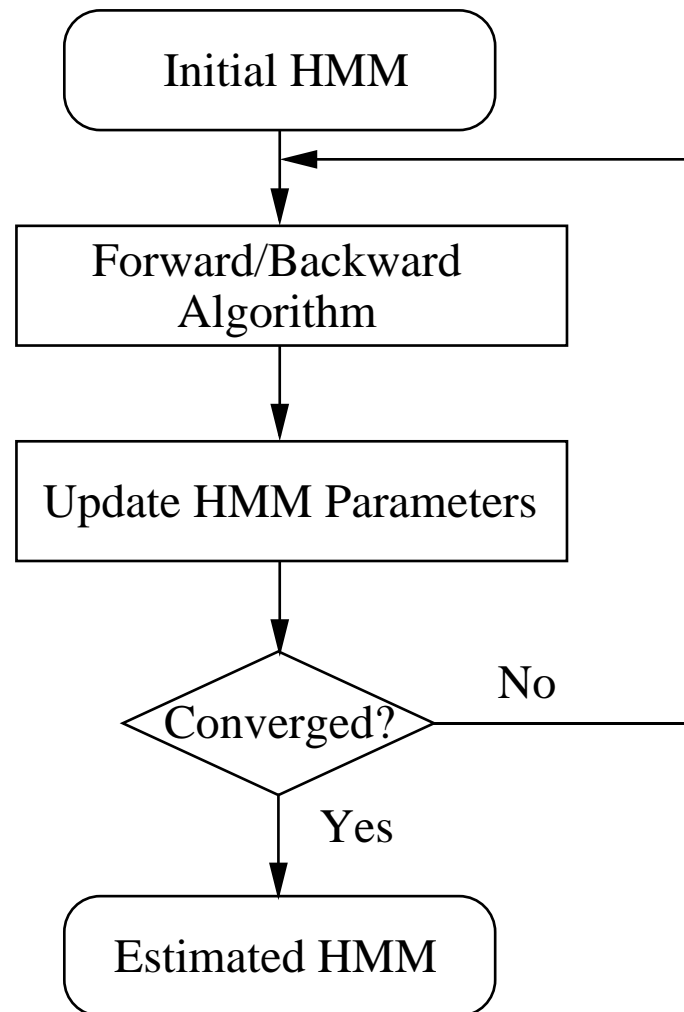 Initial HMM
Forward/Backward
Algorithm
Update HMM Parameters
No
Converged?
Yes
Estimated HMM